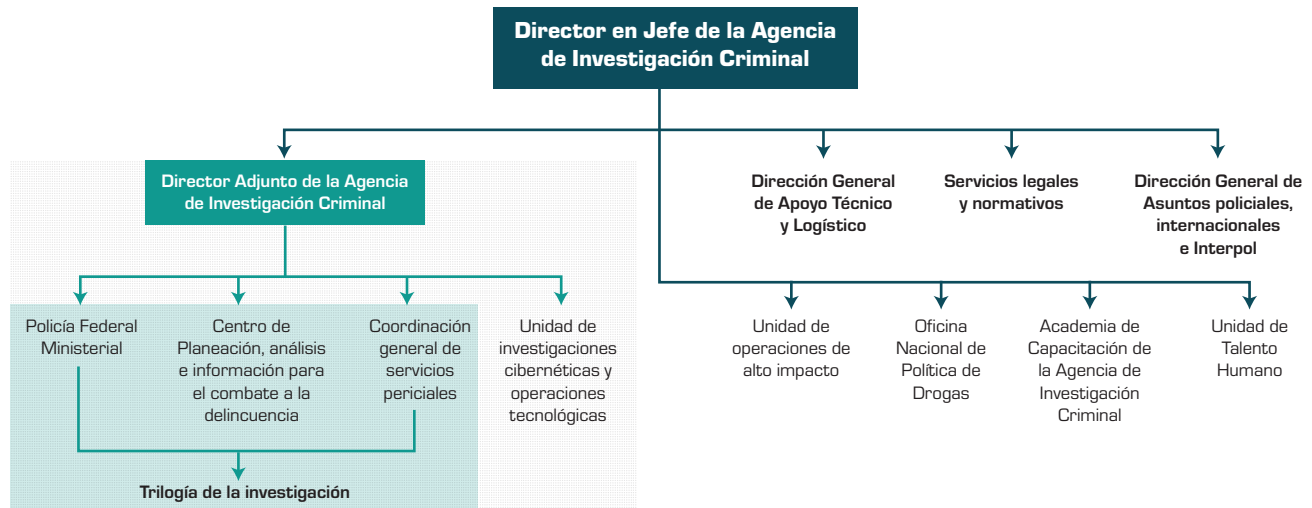 Director en Jefe de la Agencia
de Investigación Criminal
Director Adjunto de la Agencia
de Investigación Criminal
Dirección General
de Apoyo Técnico
y Logístico
Servicios legales
y normativos
Dirección General de
Asuntos policiales,
internacionales
e Interpol
Policía Federal
Ministerial
Centro de
Planeación, análisis
e información para
el combate a la
delincuencia
Coordinación
general de
servicios
periciales
Unidad de
investigaciones
cibernéticas y
operaciones
tecnológicas
Unidad de
operaciones de
alto impacto
Oficina
Nacional de
Política de
Drogas
Academia de
Capacitación de
la Agencia de
Investigación
Criminal
Unidad de
Talento
Humano
Trilogía de la investigación